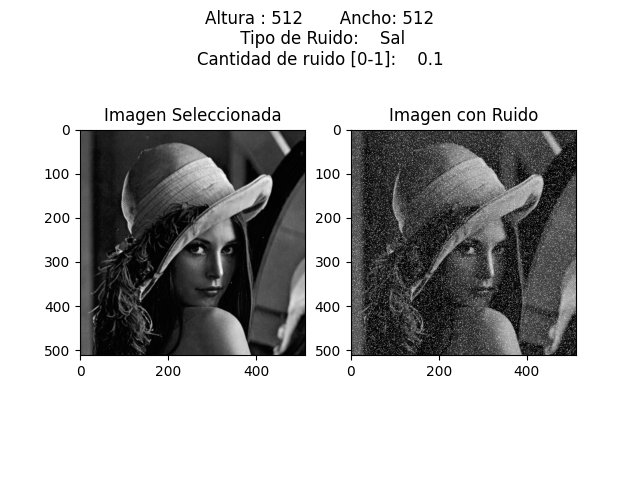 Altura : 512 Ancho: 512
Tipo de Ruido: Sal
Cantidad de ruido [0-1]: 0.1
Imagen Seleccionada
Imagen con Ruido
0
100
200
300
400
500
0 200 400
0
100
200
300
400
500
0 200 400